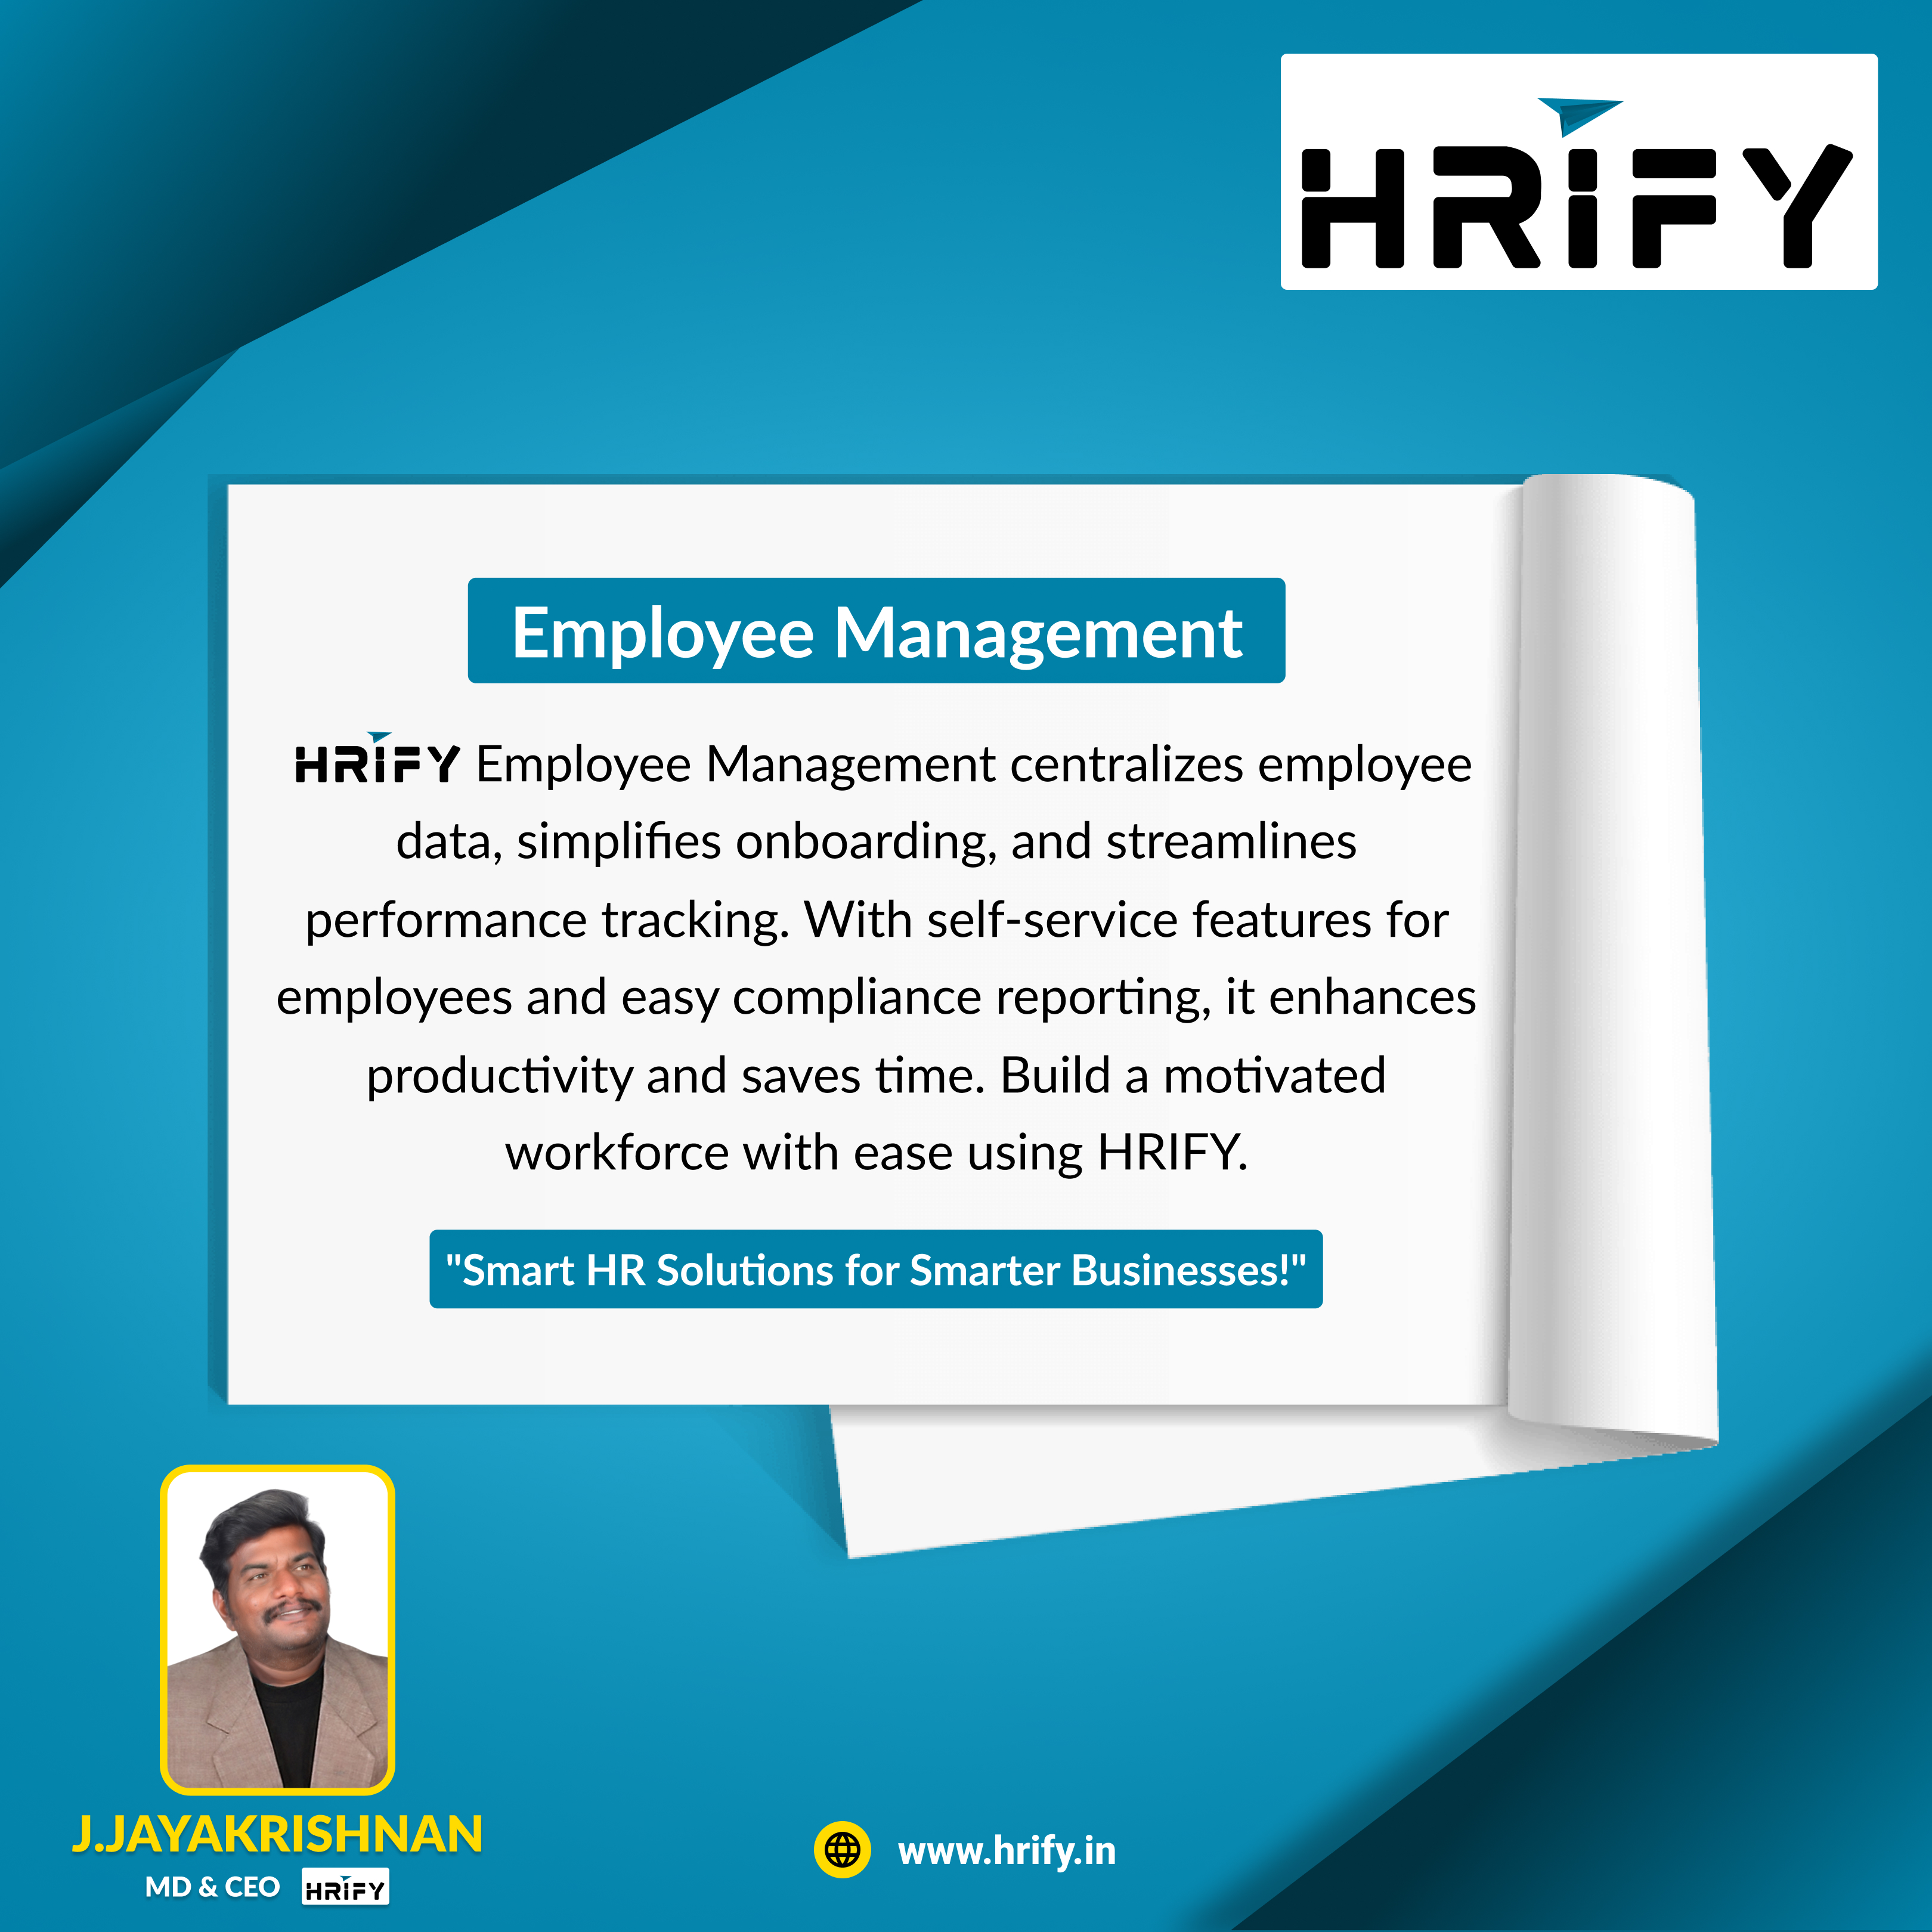 HRIFY
Employee Management
HRIFY Employee Management centralizes employee
data, simplifies onboarding, and streamlines
performance tracking. With self-service features for
employees and easy compliance reporting, it enhances
productivity and saves time. Build a motivated
workforce with ease using HRIFY.
"Smart HR Solutions for Smarter Businesses!"
J.JAYAKRISHNAN
MD & CEO HRIFY
www.hrify.in